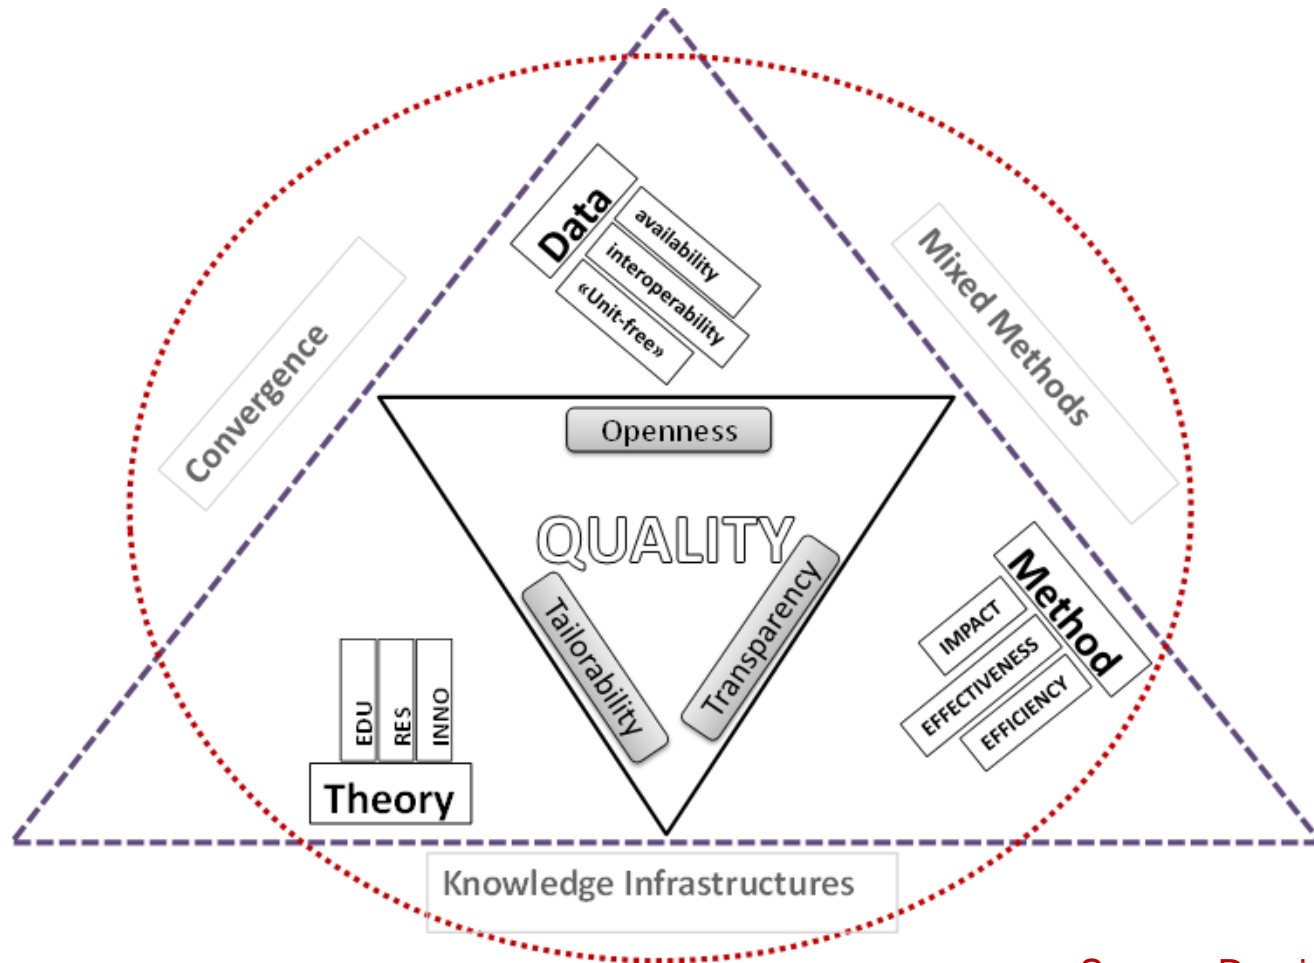 Data
availability
interoperability
«Unit-free»
Convergence
Mixed Methods
Openness
QUALITY
Tailorability
Transparency
Method
IMPACT
EFFECTIVENESS
EFFICIENCY
EDU
RES
INNO
Theory
Knowledge Infrastructures